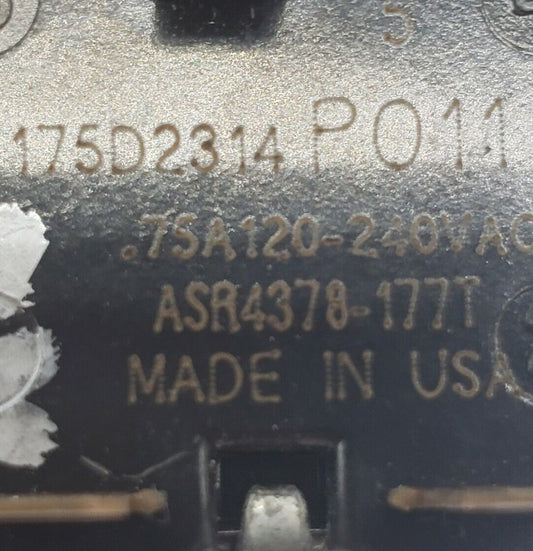 5
175D2314 P011
.75A120-240VAC
ASR4378-177T
MADE IN USA